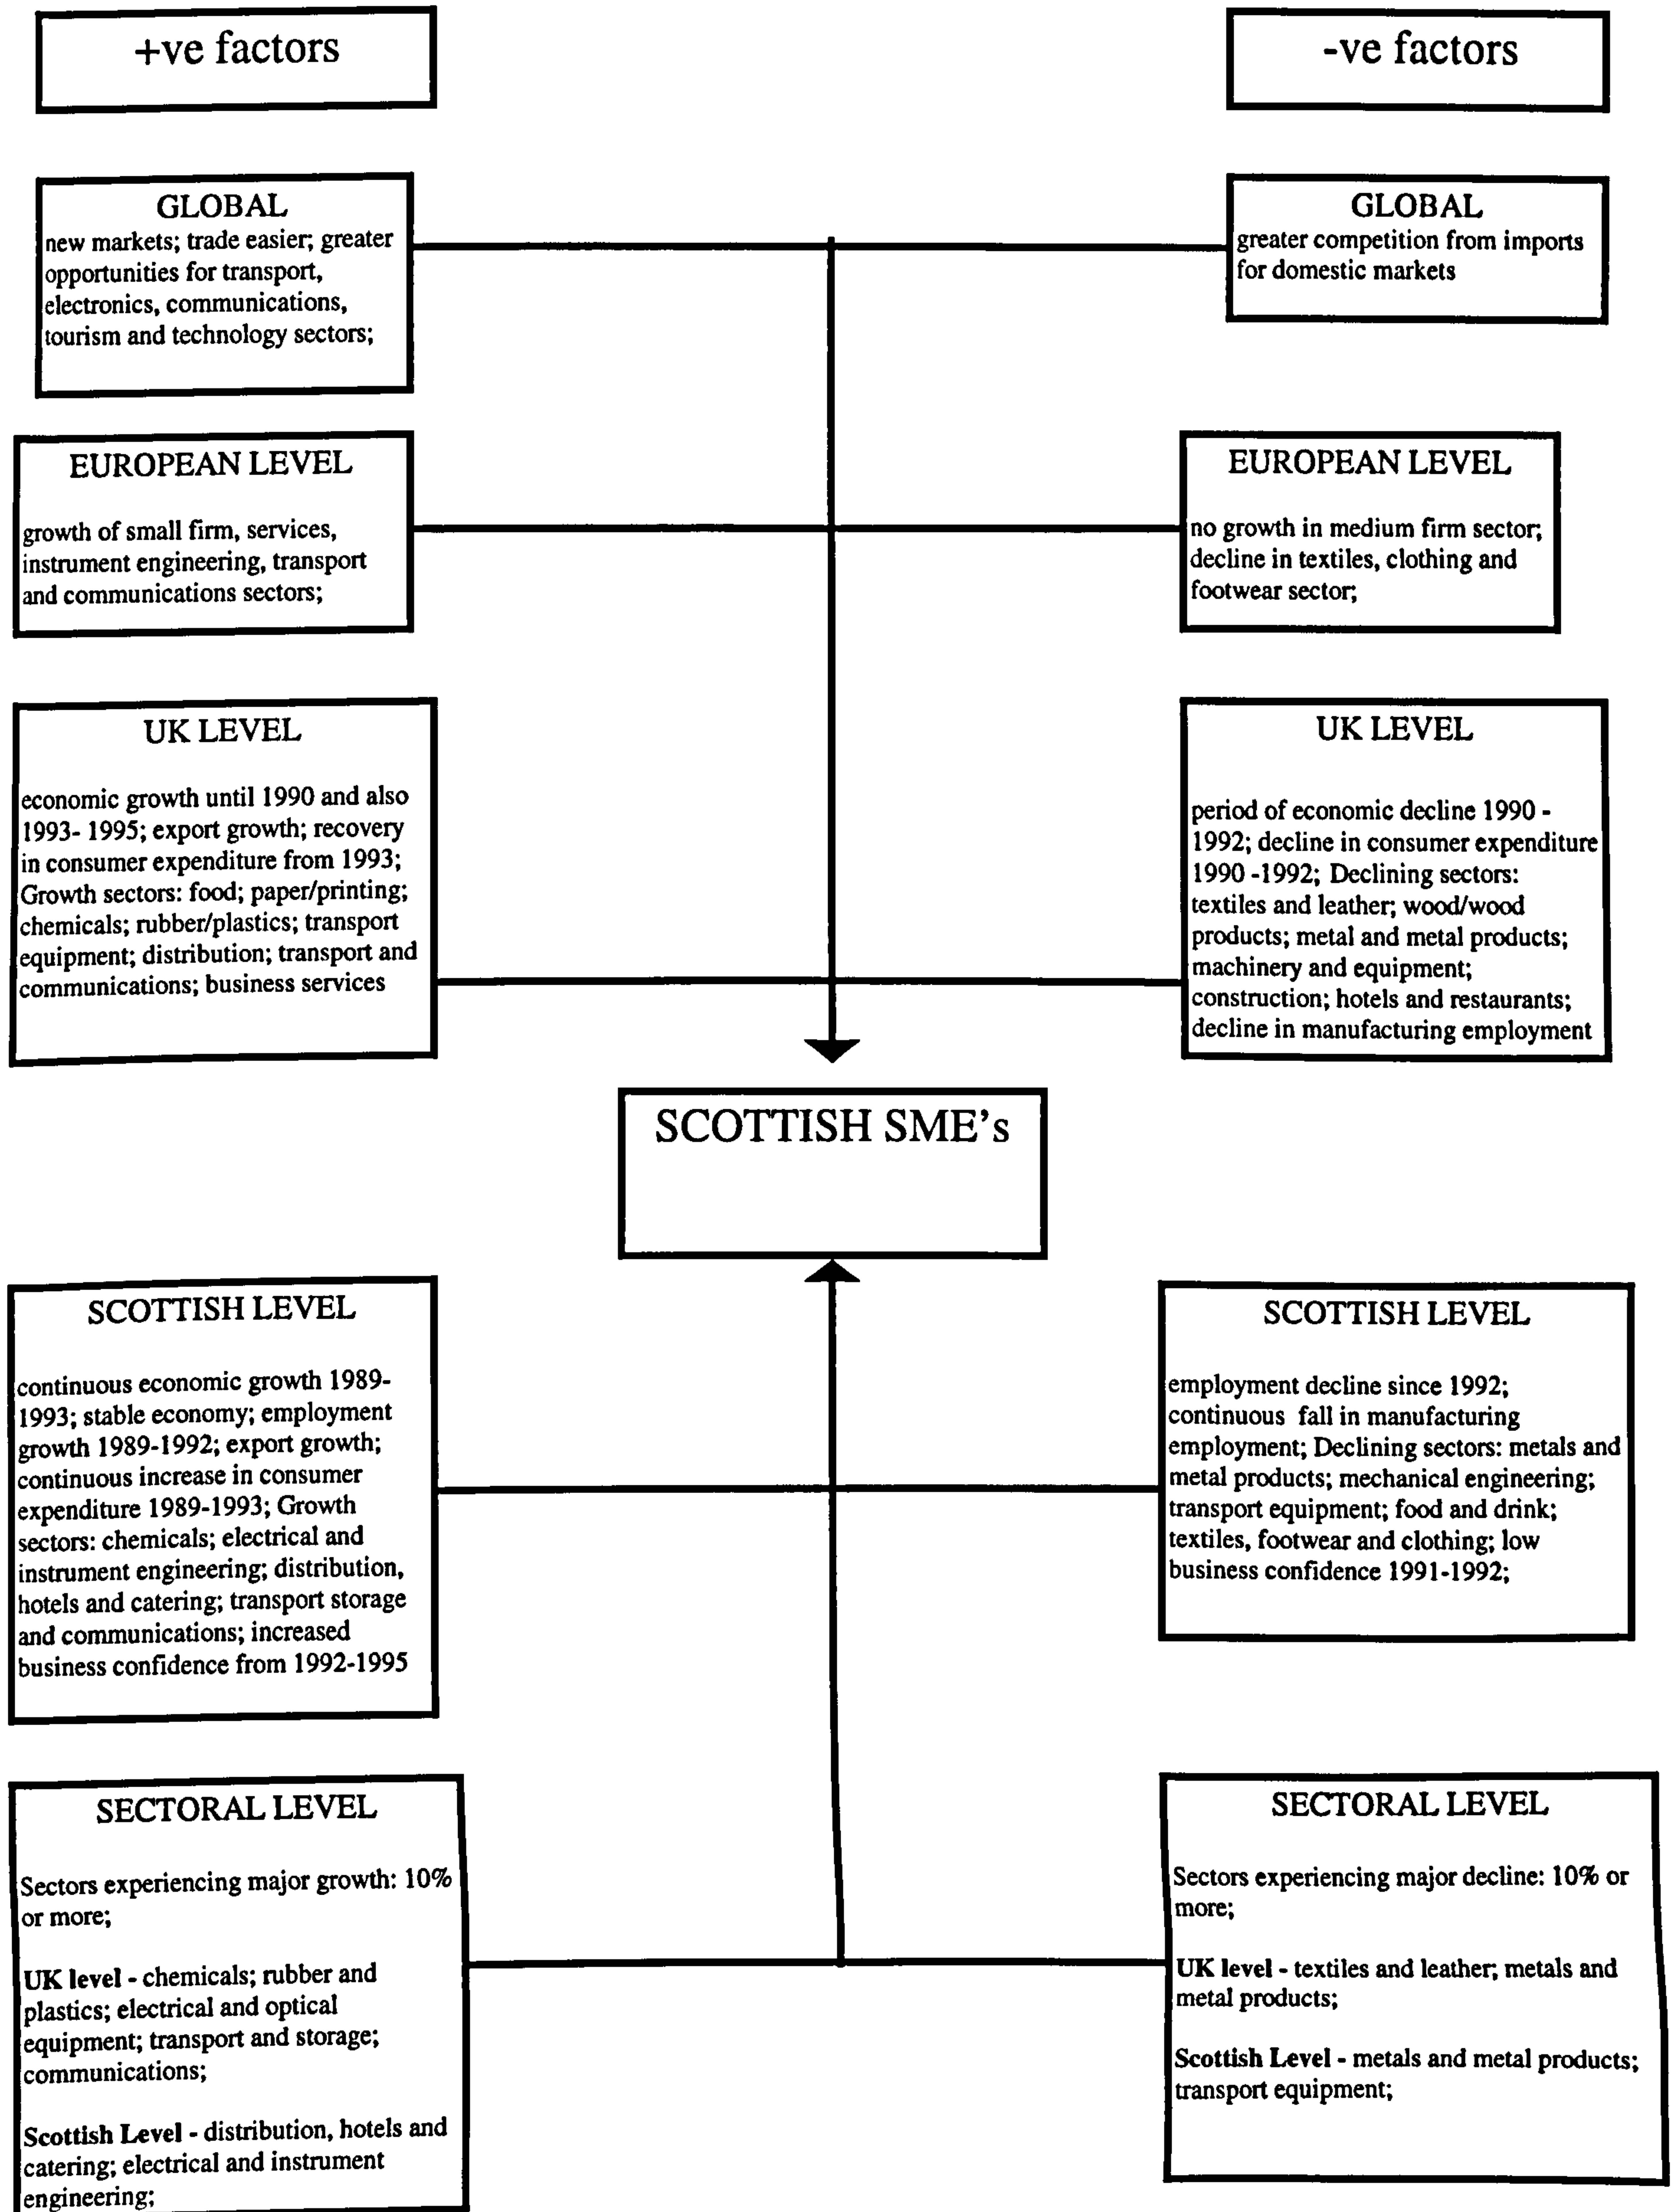 +ve factors
-ve factors
GLOBAL
new markets; trade easier; greater
opportunities for transport,
electronics, communications,
tourism and technology sectors;
GLOBAL
greater competition from imports
for domestic markets
EUROPEAN LEVEL
growth of small firm, services,
instrument engineering, transport
and communications sectors;
EUROPEAN LEVEL
no growth in medium firm sector;
decline in textiles, clothing and
footwear sector;
UK LEVEL
economic growth until 1990 and also
1993- 1995; export growth; recovery
in consumer expenditure from 1993;
Growth sectors: food; paper/printing;
chemicals; rubber/plastics; transport
equipment; distribution; transport and
communications; business services
UK LEVEL
period of economic decline 1990 -
1992; decline in consumer expenditure
1990 -1992; Declining sectors:
textiles and leather; wood/wood
products; metal and metal products;
machinery and equipment;
construction; hotels and restaurants;
decline in manufacturing employment
SCOTTISH SME's
SCOTTISH LEVEL
continuous economic growth 1989-
1993; stable economy; employment
growth 1989-1992; export growth;
continuous increase in consumer
expenditure 1989-1993; Growth
sectors: chemicals; electrical and
instrument engineering; distribution,
hotels and catering; transport storage
and communications; increased
business confidence from 1992-1995
SCOTTISH LEVEL
employment decline since 1992;
continuous fall in manufacturing
employment; Declining sectors: metals and
metal products; mechanical engineering;
transport equipment; food and drink;
textiles, footwear and clothing; low
business confidence 1991-1992;
SECTORAL LEVEL
Sectors experiencing major growth: 10%
or more;
UK level - chemicals; rubber and
plastics; electrical and optical
equipment; transport and storage;
communications;
Scottish Level - distribution, hotels and
catering; electrical and instrument
engineering;
SECTORAL LEVEL
Sectors experiencing major decline: 10% or
more;
UK level - textiles and leather; metals and
metal products;
Scottish Level - metals and metal products;
transport equipment;